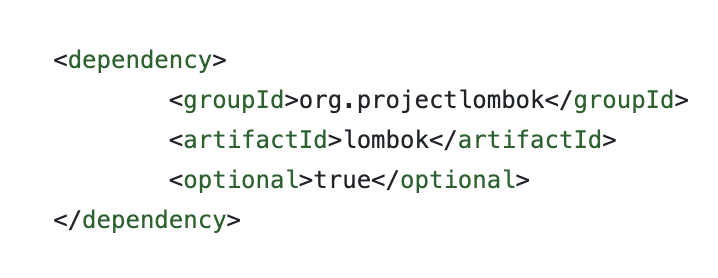 <dependency>
        <groupId>org.projectlombok</groupId>
        <artifactId>lombok</artifactId>
        <optional>true</optional>
</dependency>